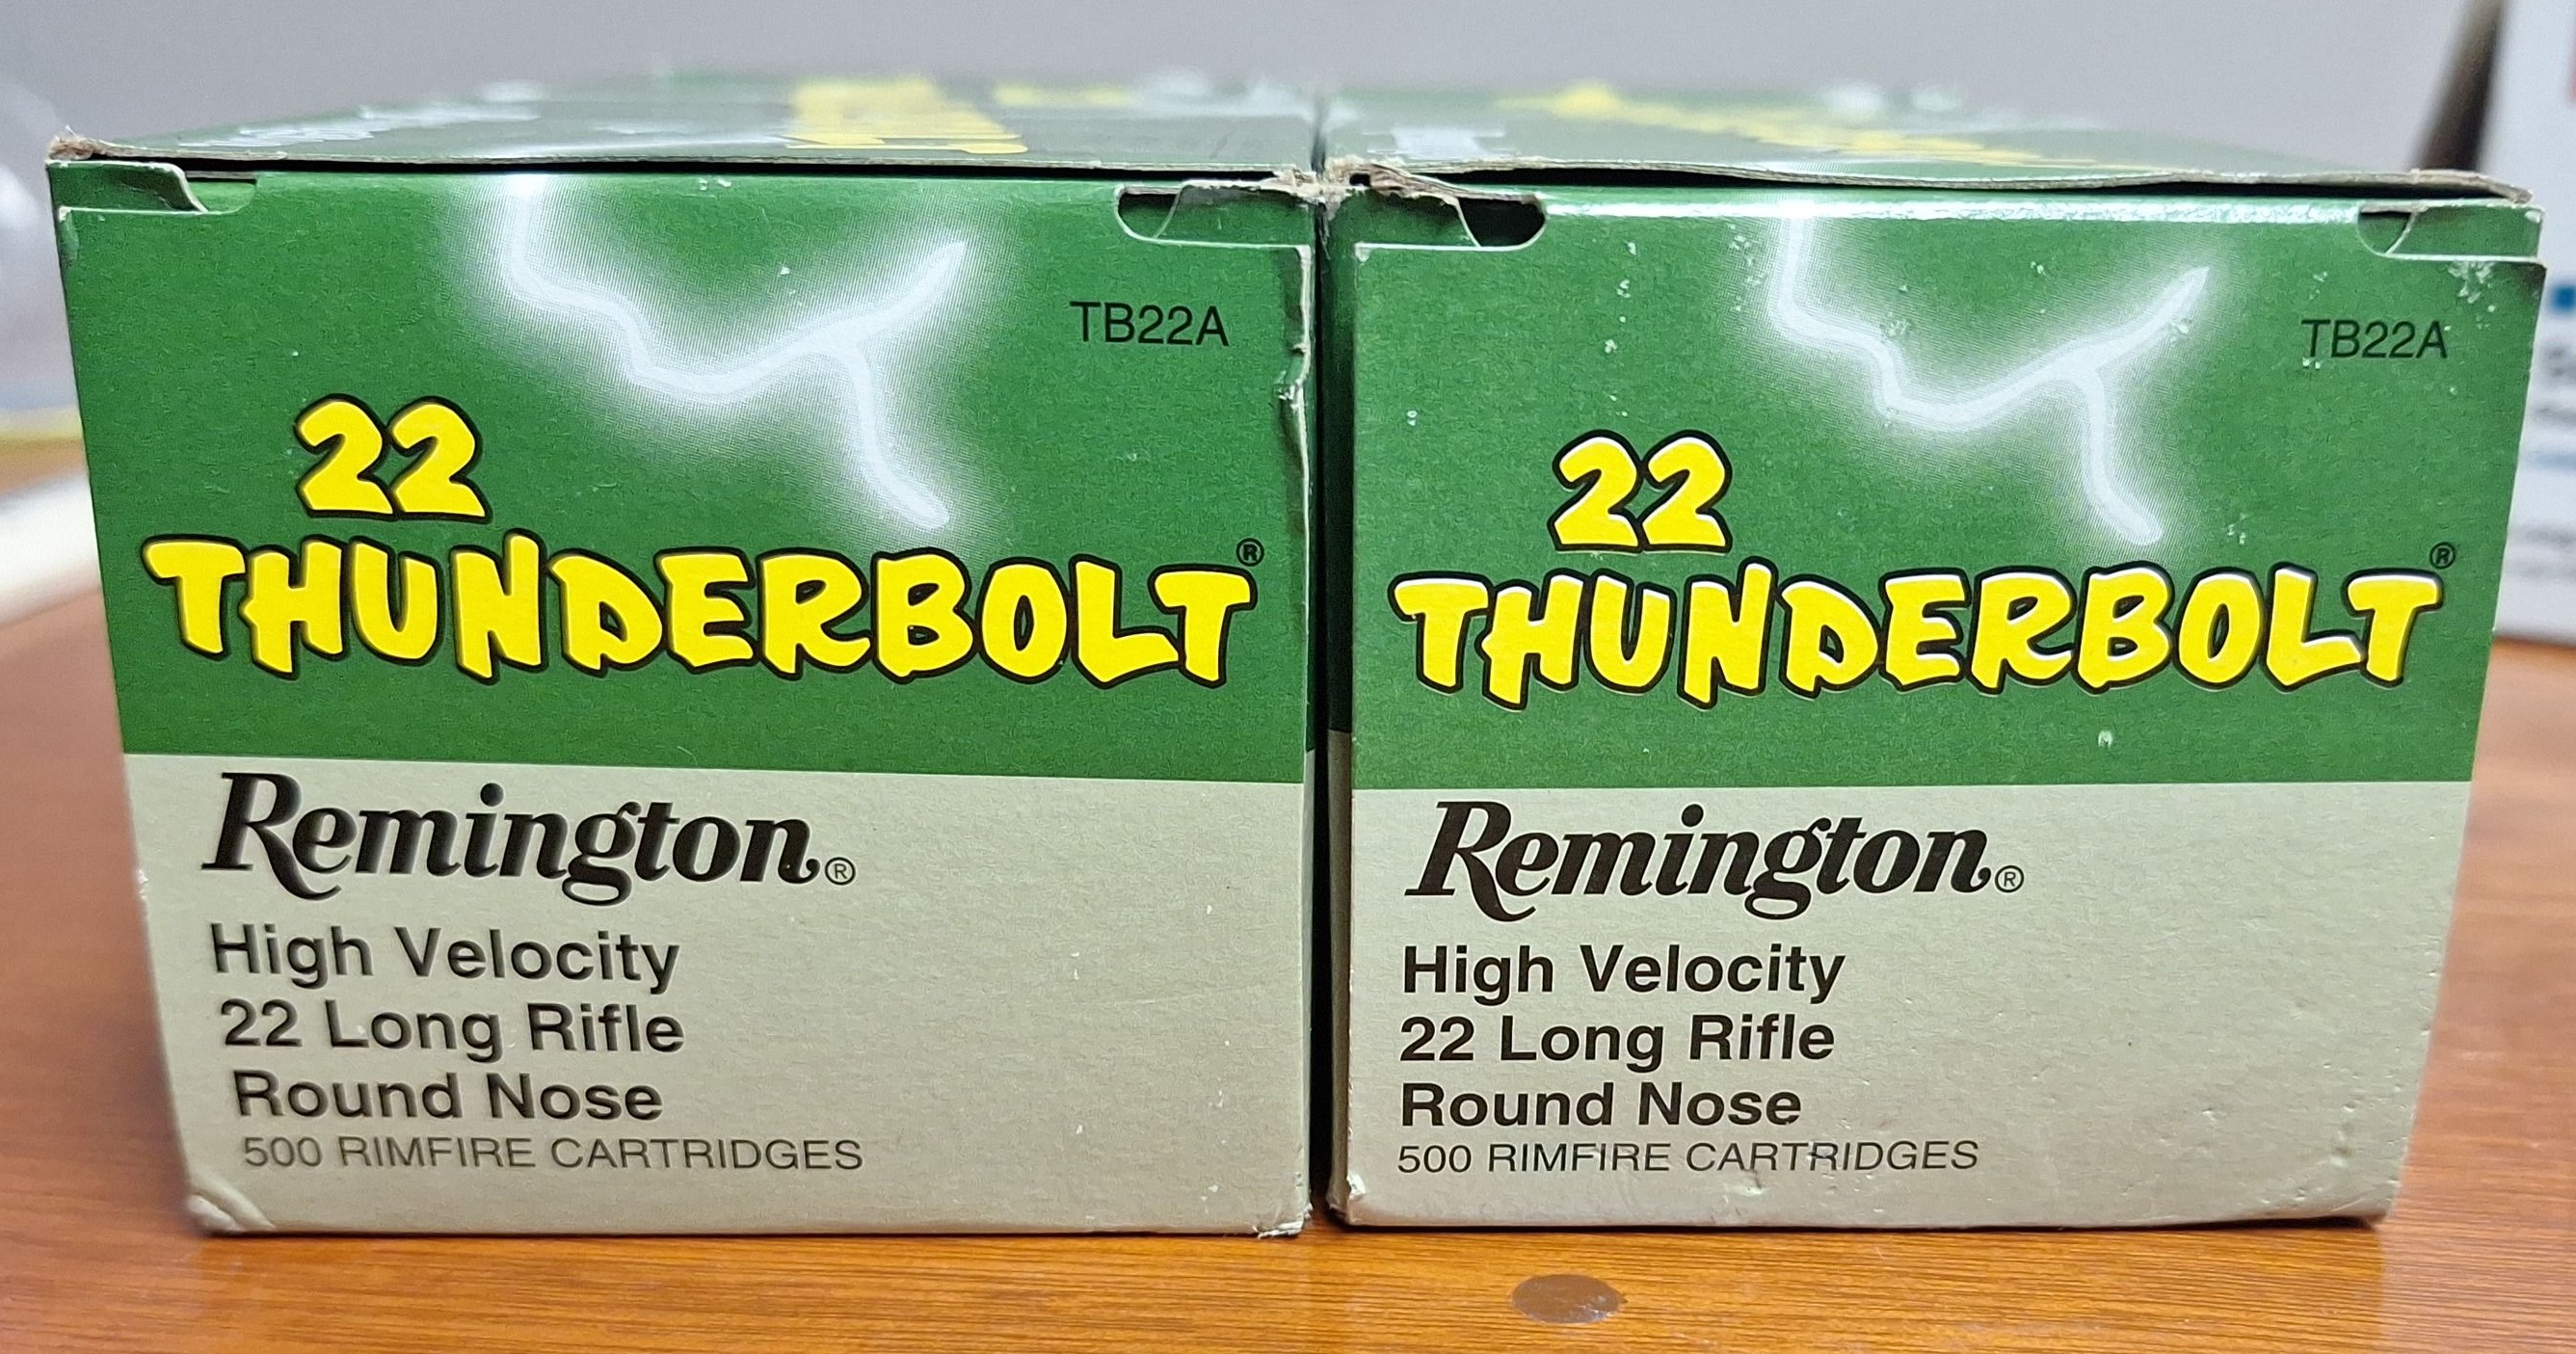 TB22A
22
THUNDERBOLT®
Remington®
High Velocity
22 Long Rifle
Round Nose
500 RIMFIRE CARTRIDGES
TB22A
22
THUNDERBOLT®
Remington®
High Velocity
22 Long Rifle
Round Nose
500 RIMFIRE CARTRIDGES